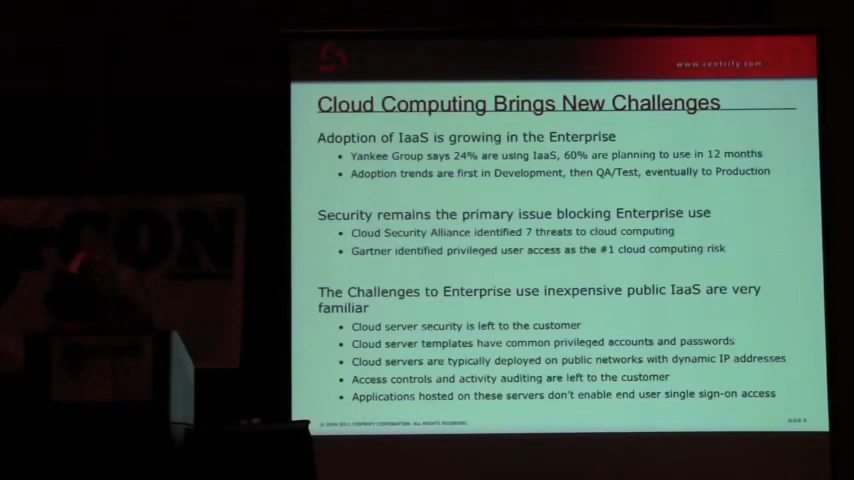 www.centrify.com
Cloud Computing Brings New Challenges
Adoption of IaaS is growing in the Enterprise
• Yankee Group says 24% are using IaaS, 60% are planning to use in 12 months
• Adoption trends are first in Development, then QA/Test, eventually to Production
Security remains the primary issue blocking Enterprise use
• Cloud Security Alliance identified 7 threats to cloud computing
• Gartner identified privileged user access as the #1 cloud computing risk
The Challenges to Enterprise use inexpensive public IaaS are very
familiar
• Cloud server security is left to the customer
• Cloud server templates have common privileged accounts and passwords
• Cloud servers are typically deployed on public networks with dynamic IP addresses
• Access controls and activity auditing are left to the customer
• Applications hosted on these servers don't enable end user single sign-on access
CENTRIFY CORPORATION. ALL RIGHTS RESERVED.
SLIDE
CON